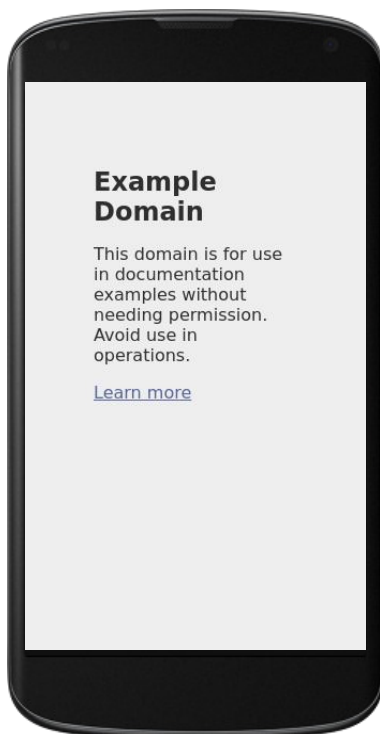 Example
Domain
This domain is for use
in documentation
examples without
needing permission.
Avoid use in
operations.
Learn more